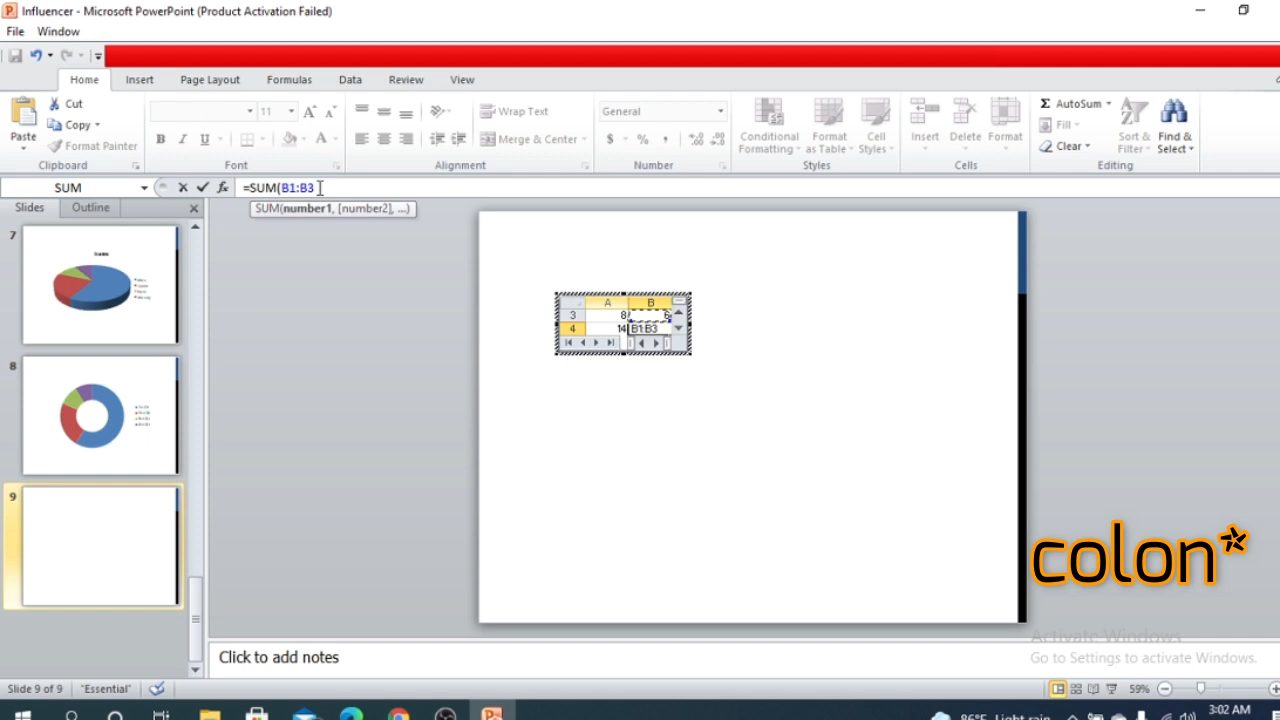 Influencer - Microsoft PowerPoint (Product Activation Failed)
File Window
Home Insert Page Layout Formulas Data Review View
Paste
Cut
Copy
Format Painter
Clipboard
11
B I U
Font
Wrap Text
Merge & Center
Alignment
General
$ % ,
Number
Conditional Formatting
Format as Table
Cell Styles
Styles
Insert Delete Format
Cells
AutoSum
Fill
Clear
Sort & Filter
Find & Select
Editing
SUM
=SUM(B1:B3
SUM(number1, [number2], ...)
Slides Outline
7
8
9
A B
3 8 6
4 14 B1:B3
colon*
Activate Windows
Go to Settings to activate Windows.
Click to add notes
Slide 9 of 9 "Essential" 59%
86°F Light rain
3:02 AM